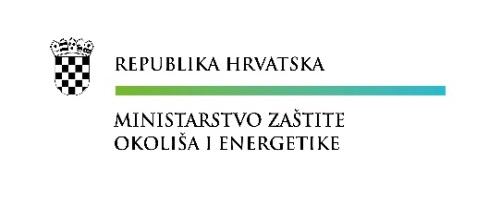 REPUBLIKA HRVATSKA
MINISTARSTVO ZAŠTITE
OKOLIŠA I ENERGETIKE